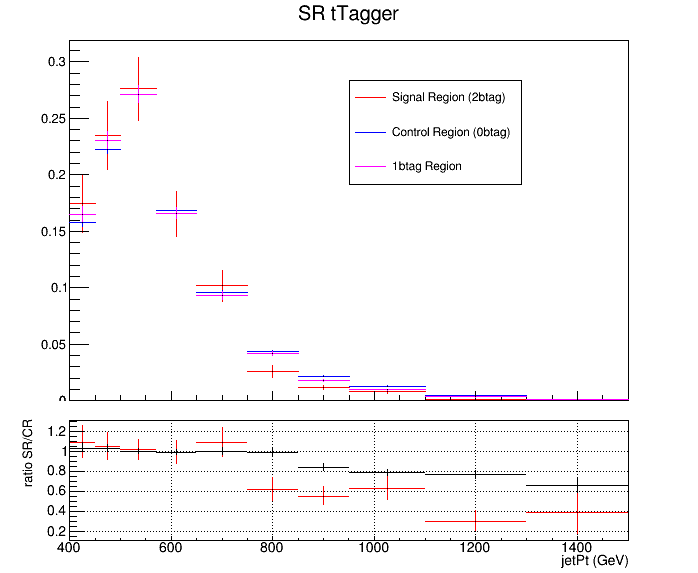 SR tTagger
0.3
0.25
0.2
0.15
0.1
0.05
0
Signal Region (2btag)
Control Region (0btag)
1btag Region
ratio SR/CR
1.2
1
0.8
0.6
0.4
0.2
400 600 800 1000 1200 1400
jetPt (GeV)